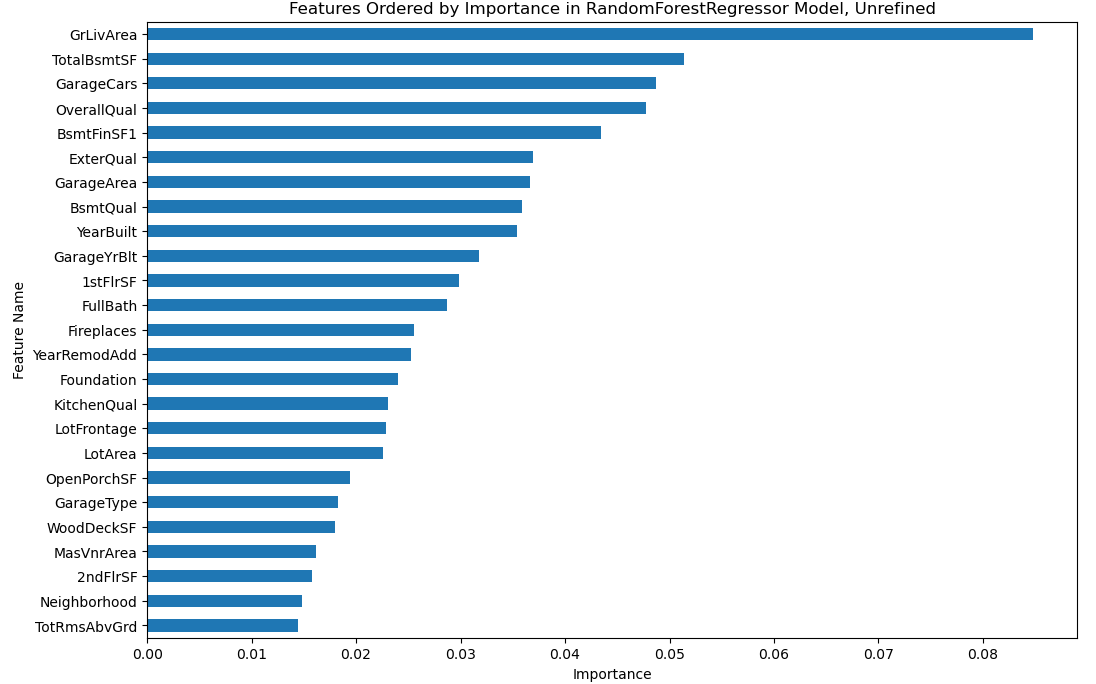 Features Ordered by Importance in RandomForestRegressor Model, Unrefined
GrLivArea
TotalBsmtSF
GarageCars
OverallQual
BsmtFinSF1
ExterQual
GarageArea
BsmtQual
YearBuilt
GarageYrBlt
1stFlrSF
FullBath
Fireplaces
YearRemodAdd
Foundation
KitchenQual
LotFrontage
LotArea
OpenPorchSF
GarageType
WoodDeckSF
MasVnrArea
2ndFlrSF
Neighborhood
TotRmsAbvGrd
Feature Name
0.00 0.01 0.02 0.03 0.04 0.05 0.06 0.07 0.08
Importance